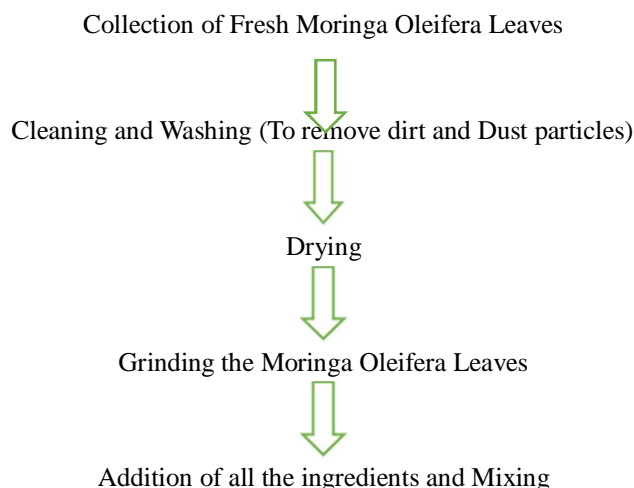 Collection of Fresh Moringa Oleifera Leaves
Cleaning and Washing (To remove dirt and Dust particles)
Drying
Grinding the Moringa Oleifera Leaves
Addition of all the ingredients and Mixing